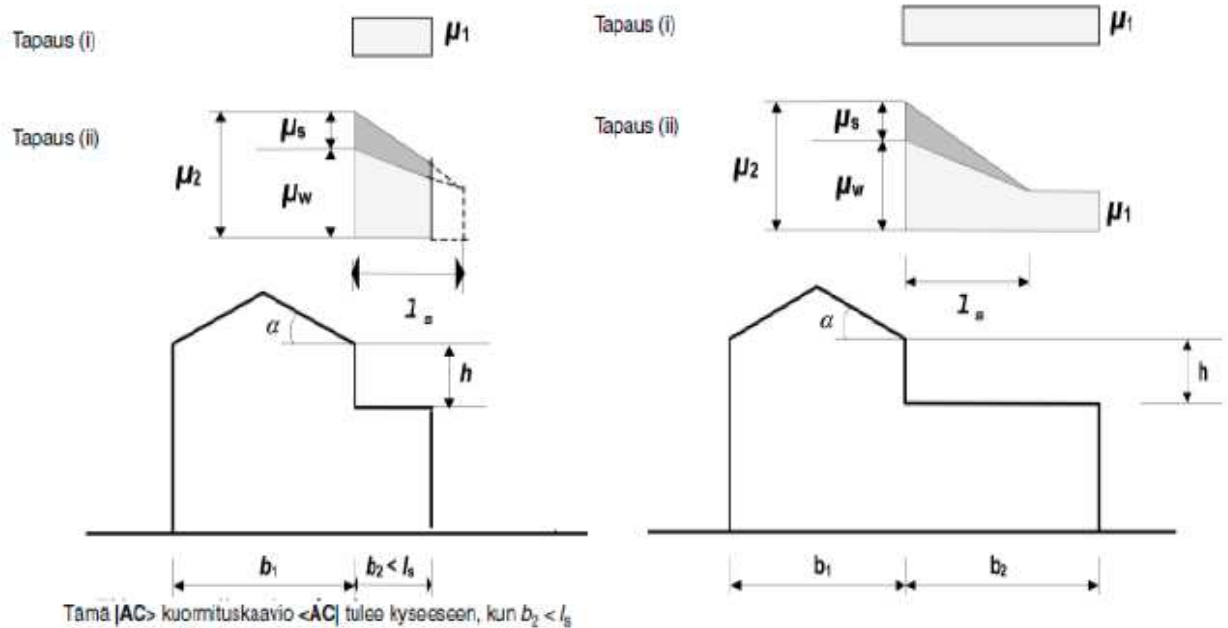 Tapaus (i)
μ1
Tapaus (ii)
μs
μ2
μw
ls
α
h
b1
b2 < ls
Tämä |AC> kuormituskaavio <AC| tulee kyseeseen, kun b2 < ls
Tapaus (i)
μ1
Tapaus (ii)
μs
μ2
μw
μ1
ls
α
h
b1
b2